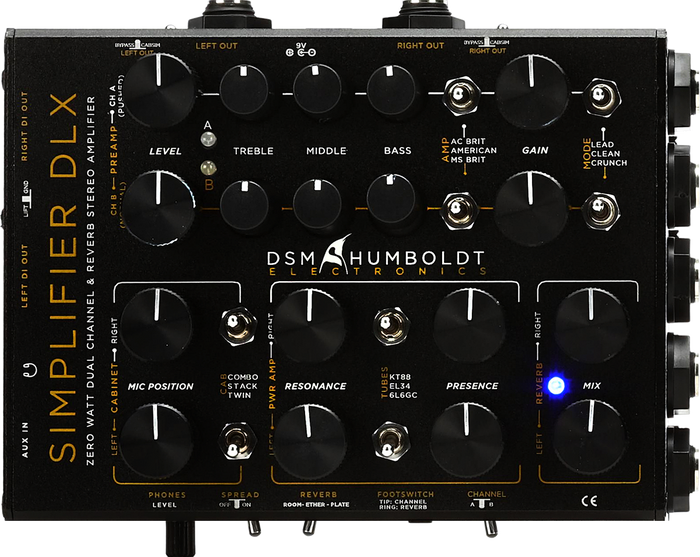 BYPASS CABSIM
LEFT OUT
LEFT OUT
9V
RIGHT OUT
BYPASS CABSIM
RIGHT OUT
RIGHT DI OUT
LIFT GND
LEFT DI OUT
AUX IN
SIMPLIFIER DLX
ZERO WATT DUAL CHANNEL & REVERB STEREO AMPLIFIER
CH B PREAMP CH A
(NORMAL) (PUSHED)
A
B
LEVEL
TREBLE
MIDDLE
BASS
AMP
AC BRIT
AMERICAN
MS BRIT
GAIN
MODE
LEAD
CLEAN
CRUNCH
DSM HUMBOLDT
ELECTRONICS
LEFT CABINET RIGHT
MIC POSITION
CAB
COMBO
STACK
TWIN
LEFT PWR AMP RIGHT
RESONANCE
TUBES
KT88
EL34
6L6GC
PRESENCE
LEFT REVERB RIGHT
MIX
PHONES
LEVEL
SPREAD
OFF ON
REVERB
ROOM- ETHER - PLATE
FOOTSWITCH
TIP: CHANNEL
RING: REVERB
CHANNEL
A B
CE